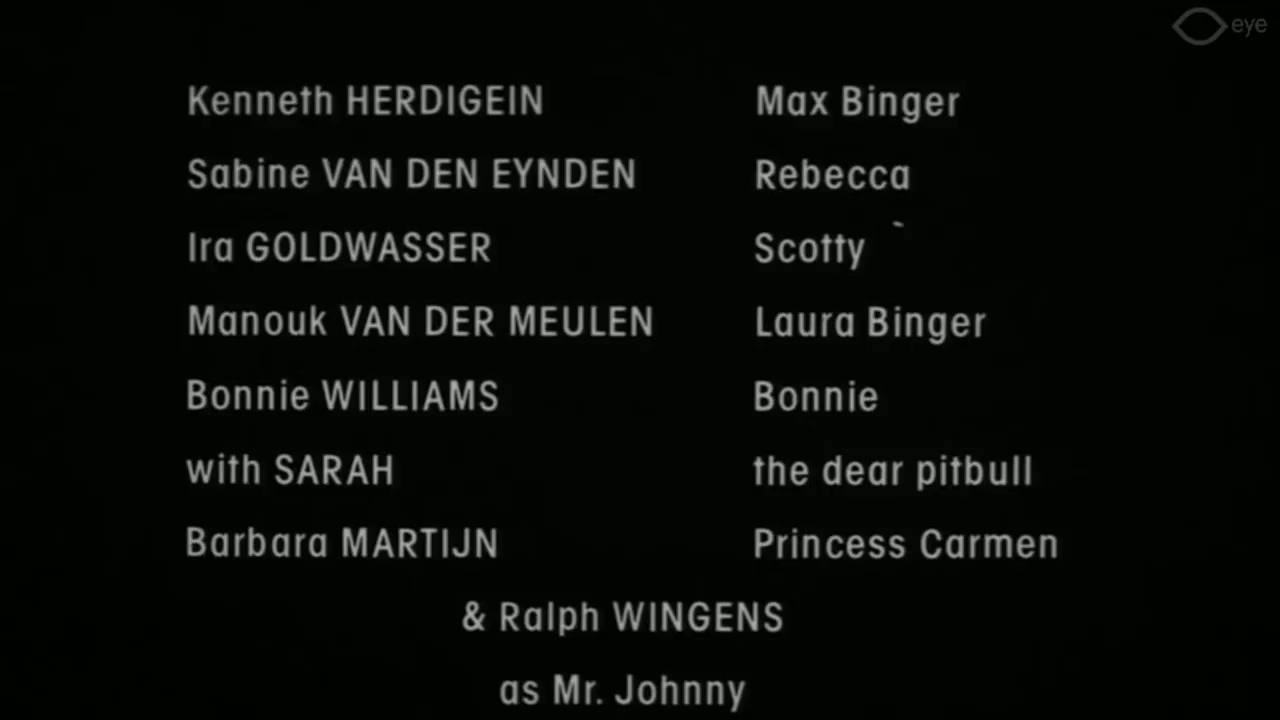 eye
Kenneth HERDIGEIN Max Binger
Sabine VAN DEN EYNDEN Rebecca
Ira GOLDWASSER Scotty
Manouk VAN DER MEULEN Laura Binger
Bonnie WILLIAMS Bonnie
with SARAH the dear pitbull
Barbara MARTIJN Princess Carmen
& Ralph WINGENS
as Mr. Johnny